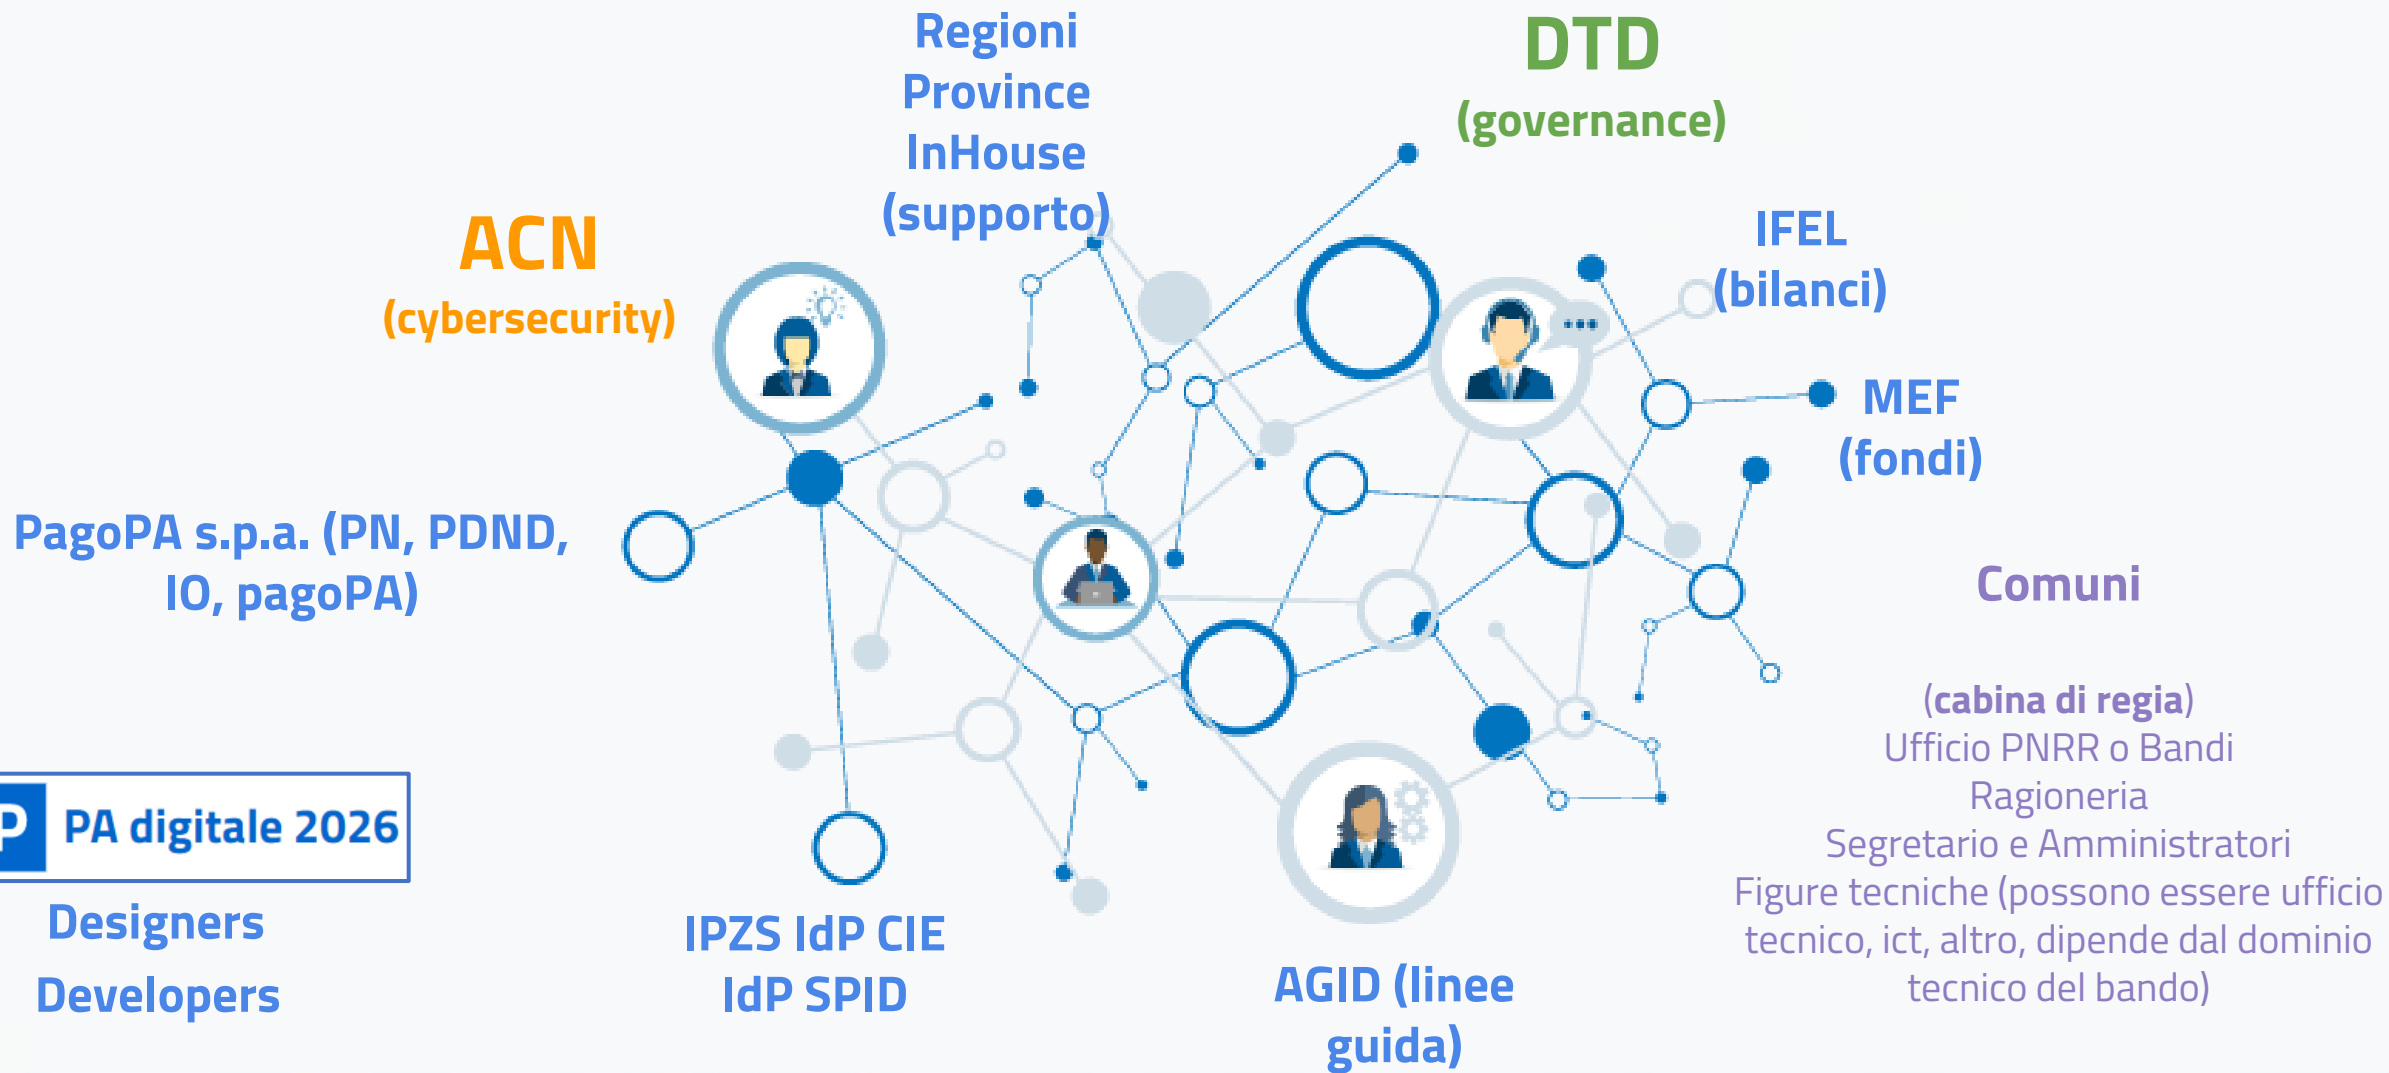 Regioni
Province
InHouse
(supporto)
DTD
(governance)
ACN
(cybersecurity)
IFEL
(bilanci)
MEF
(fondi)
PagoPA s.p.a. (PN, PDND,
IO, pagoPA)
Comuni
(cabina di regia)
Ufficio PNRR o Bandi
Ragioneria
Segretario e Amministratori
Figure tecniche (possono essere ufficio
tecnico, ict, altro, dipende dal dominio
tecnico del bando)
P PA digitale 2026
Designers
Developers
IPZS IdP CIE
IdP SPID
AGID (linee
guida)